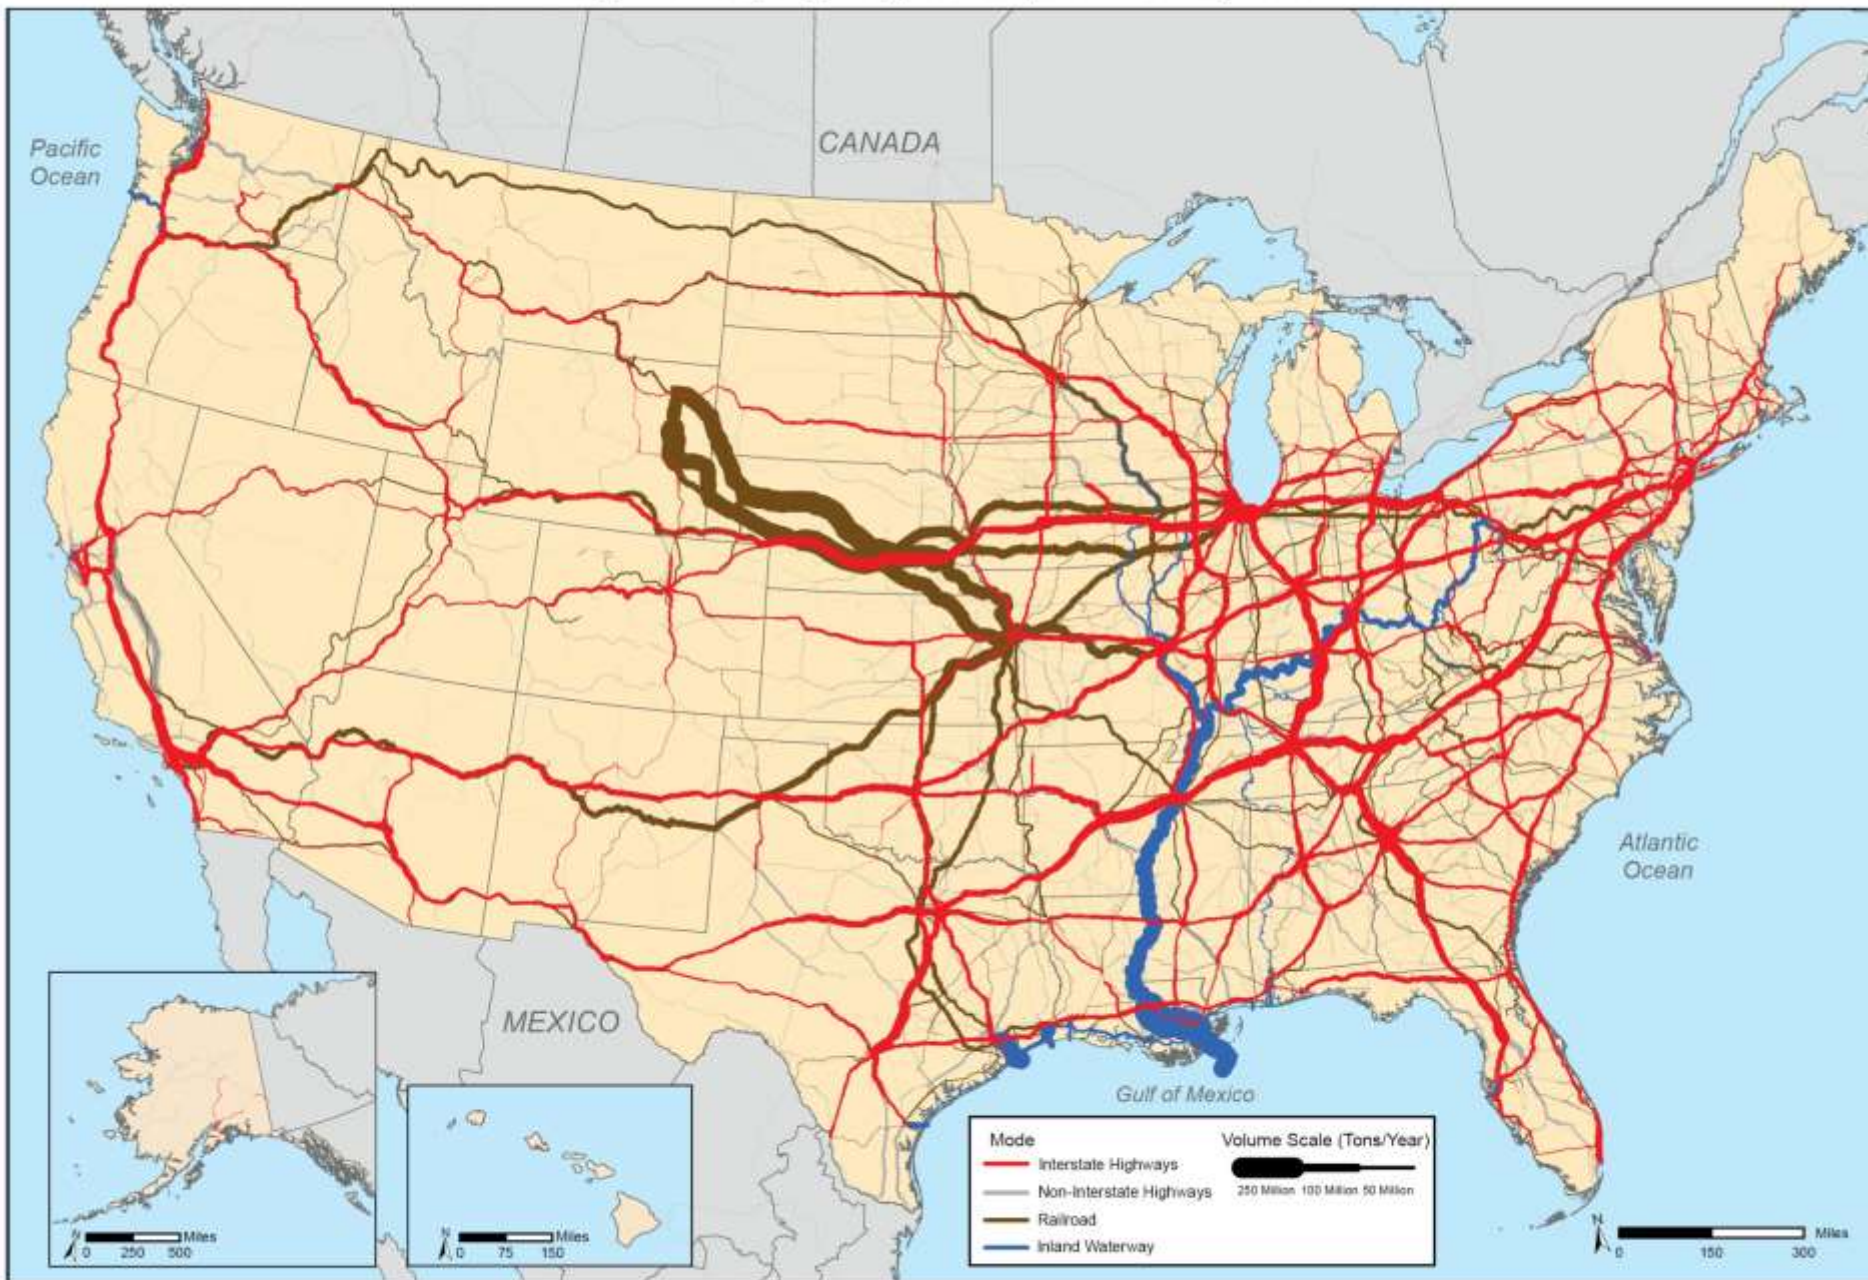 CANADA
Pacific
Ocean
Atlantic
Ocean
MEXICO
Gulf of Mexico
Mode
Interstate Highways
Non-Interstate Highways
Railroad
Inland Waterway
Volume Scale (Tons/Year)
250 Million 100 Million 50 Million
N
0 250 500 Miles
N
0 75 150 Miles
N
0 150 300 Miles